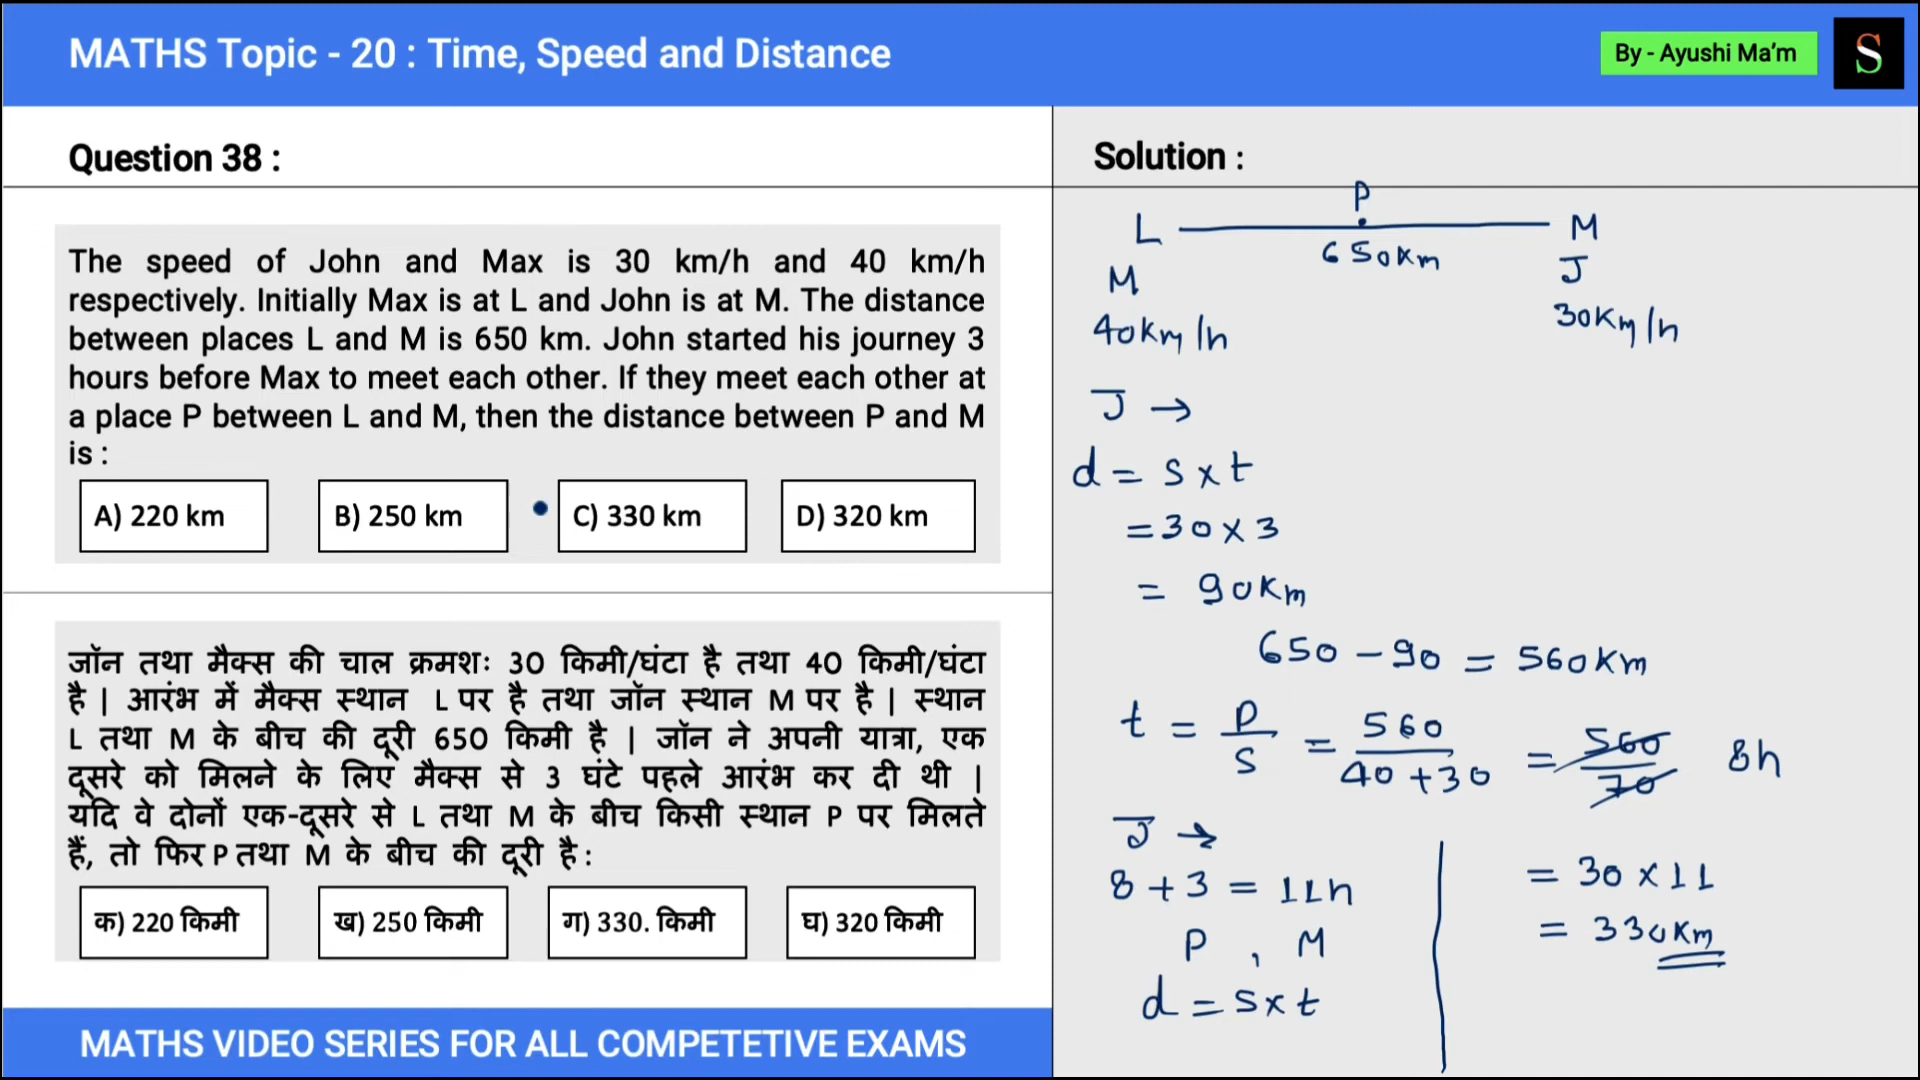 MATHS Topic - 20 : Time, Speed and Distance
By - Ayushi Ma’m
S
Question 38 :
The speed of John and Max is 30 km/h and 40 km/h
respectively. Initially Max is at L and John is at M. The distance
between places L and M is 650 km. John started his journey 3
hours before Max to meet each other. If they meet each other at
a place P between L and M, then the distance between P and M
is :
A) 220 km
B) 250 km
C) 330 km
D) 320 km
जॉन तथा मैक्स की चाल क्रमशः 30 किमी/घंटा है तथा 40 किमी/घंटा
है | आरंभ में मैक्स स्थान L पर है तथा जॉन स्थान M पर है | स्थान
L तथा M के बीच की दूरी 650 किमी है | जॉन ने अपनी यात्रा, एक
दूसरे को मिलने के लिए मैक्स से 3 घंटे पहले आरंभ कर दी थी |
यदि वे दोनों एक-दूसरे से L तथा M के बीच किसी स्थान P पर मिलते
हैं, तो फिर P तथा M के बीच की दूरी है :
क) 220 किमी
ख) 250 किमी
ग) 330. किमी
घ) 320 किमी
MATHS VIDEO SERIES FOR ALL COMPETETIVE EXAMS
Solution :
P
L M
650Km
M J
40Km/h 30Km/h
J →
d = s x t
= 30 x 3
= 90Km
650 - 90 = 560Km
t = D/S = 560/40+30 = 560/70 8h
J →
8 + 3 = 11h
P , M
d = s x t
= 30 x 11
= 330Km